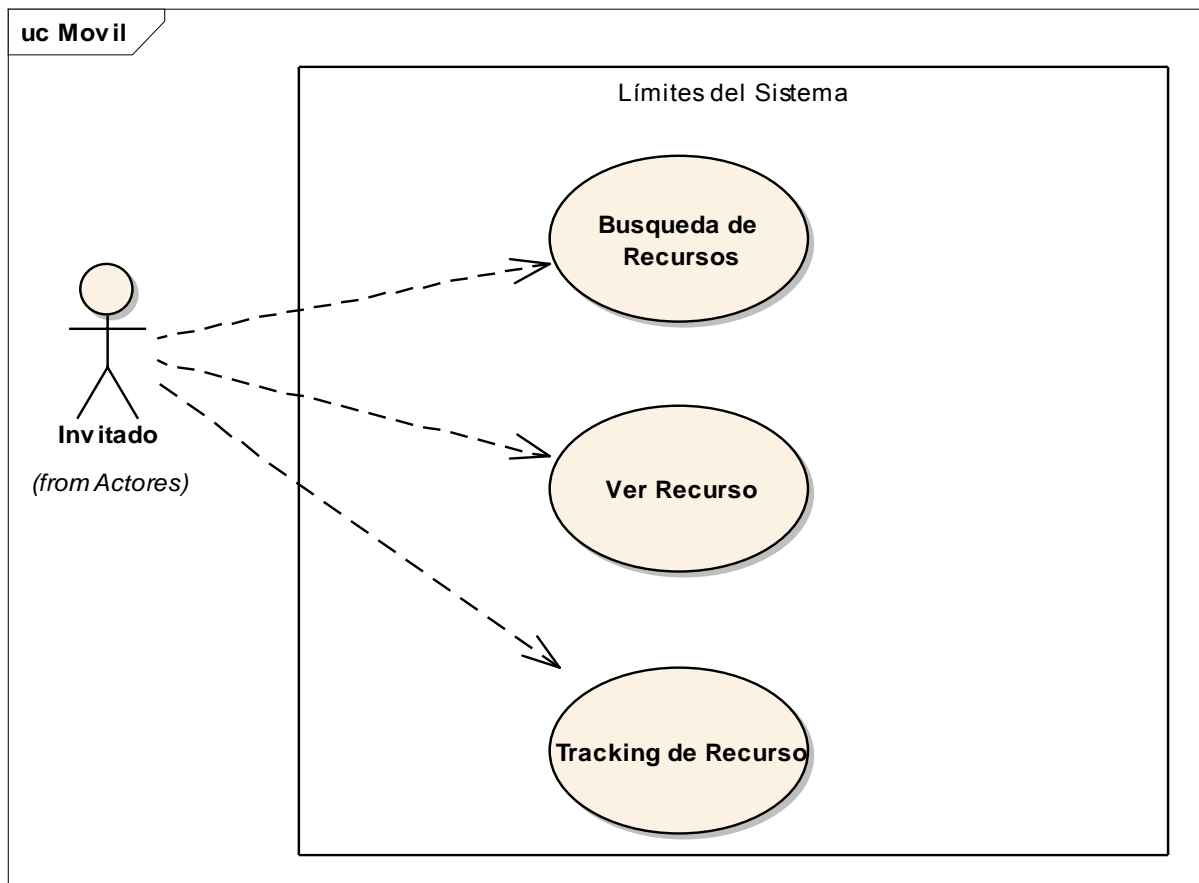 uc Movil
Límites del Sistema
Busqueda de
Recursos
Invitado
(from Actores)
Ver Recurso
Tracking de Recurso